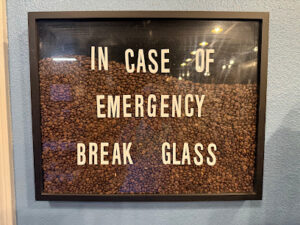 IN CASE OF
EMERGENCY
BREAK GLASS